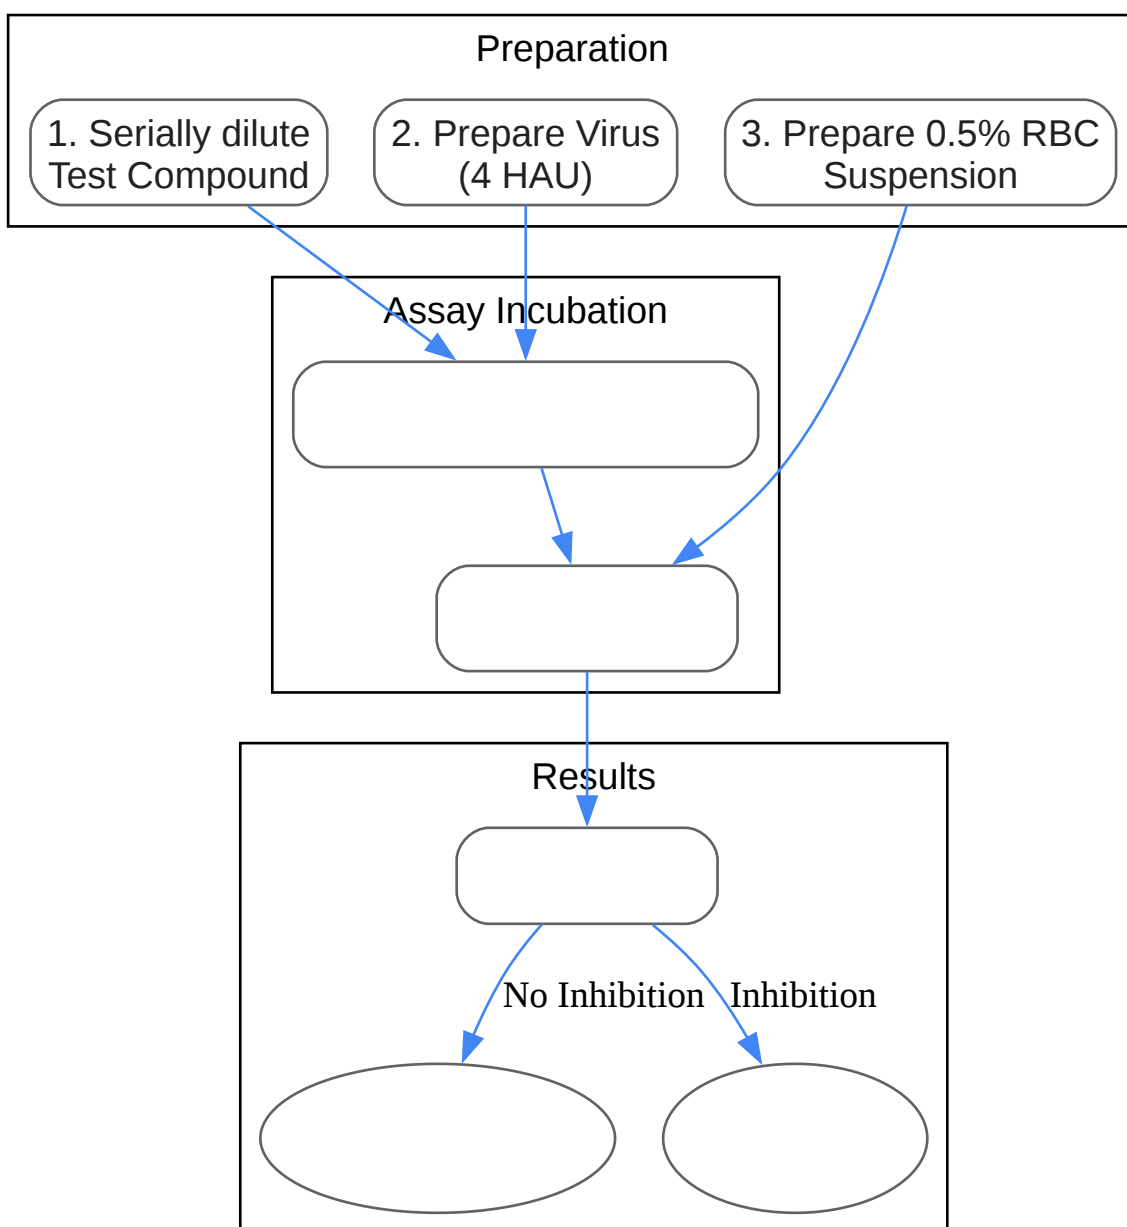 Preparation
1. Serially dilute
Test Compound
2. Prepare Virus
(4 HAU)
3. Prepare 0.5% RBC
Suspension
Assay Incubation
Results
No Inhibition
Inhibition